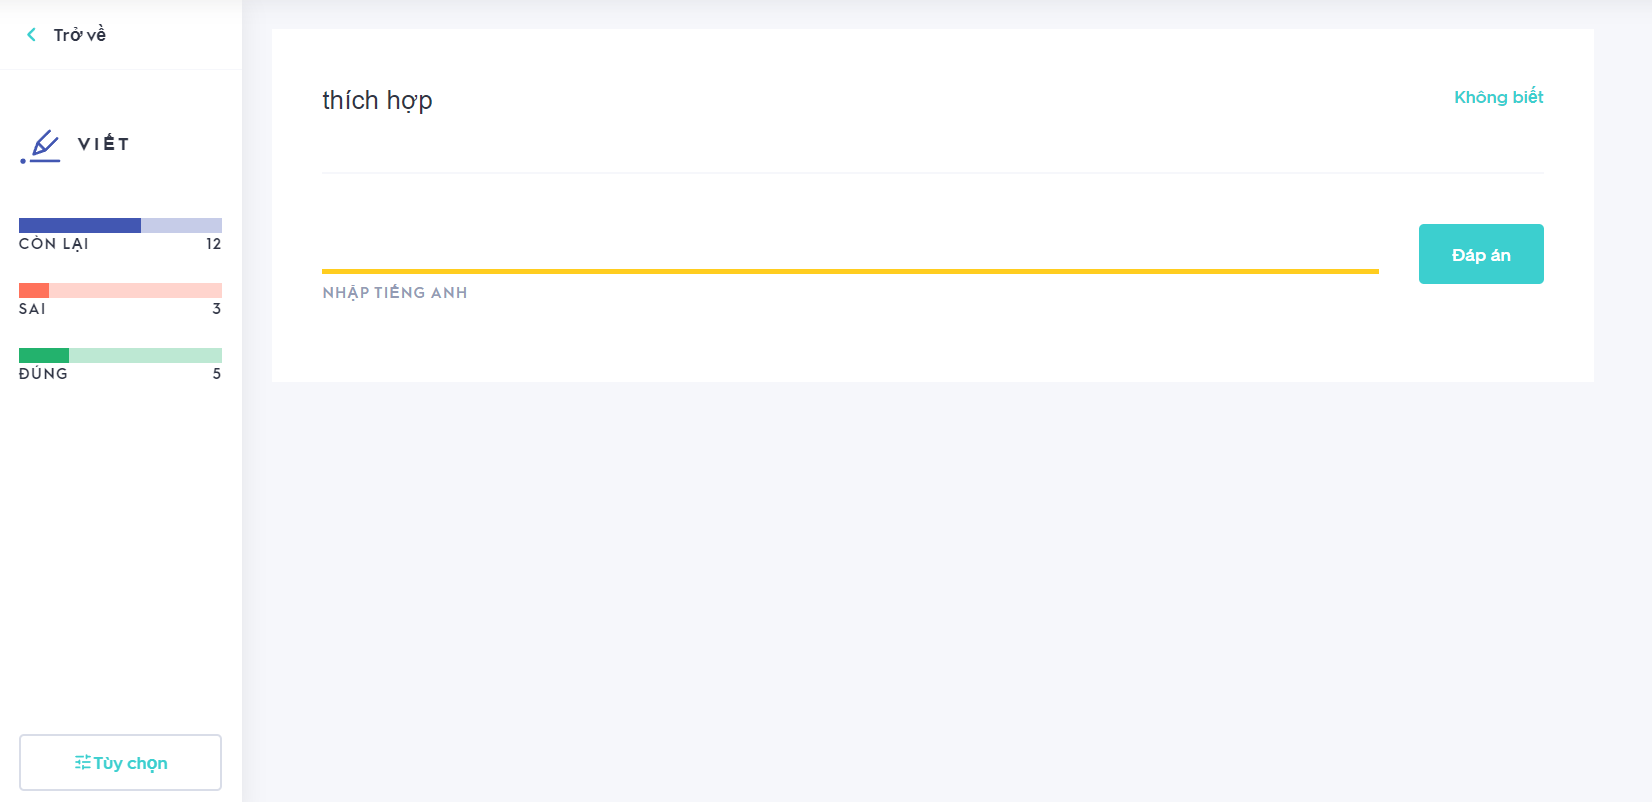 Trở về
VIẾT
CÒN LẠI 12
SAI 3
ĐÚNG 5
Tùy chọn
thích hợp
Không biết
Đáp án
NHẬP TIẾNG ANH